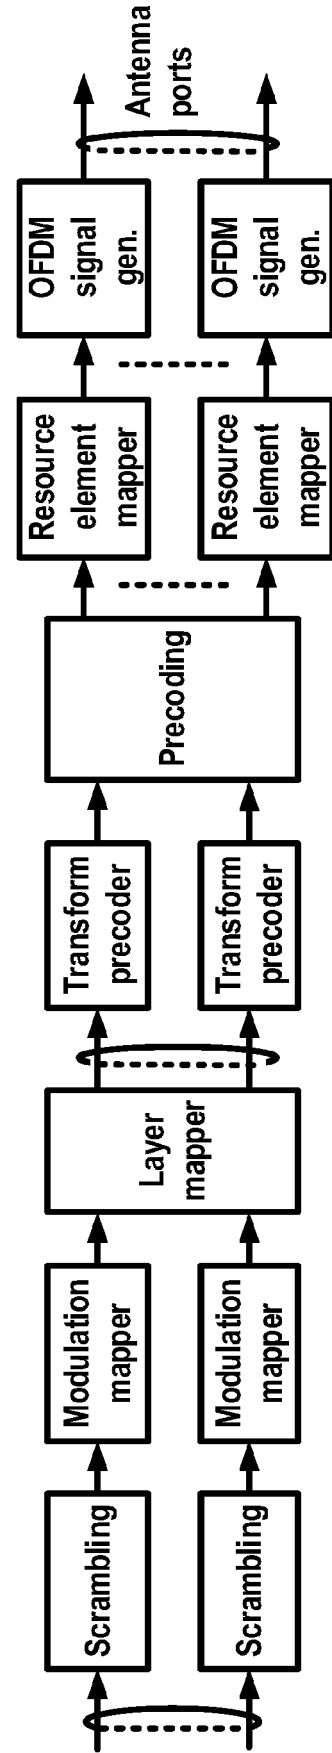 Scrambling
Scrambling
Modulation
mapper
Modulation
mapper
Layer
mapper
Transform
precoder
Transform
precoder
Precoding
Resource
element
mapper
Resource
element
mapper
OFDM
signal
gen.
OFDM
signal
gen.
Antenna
ports